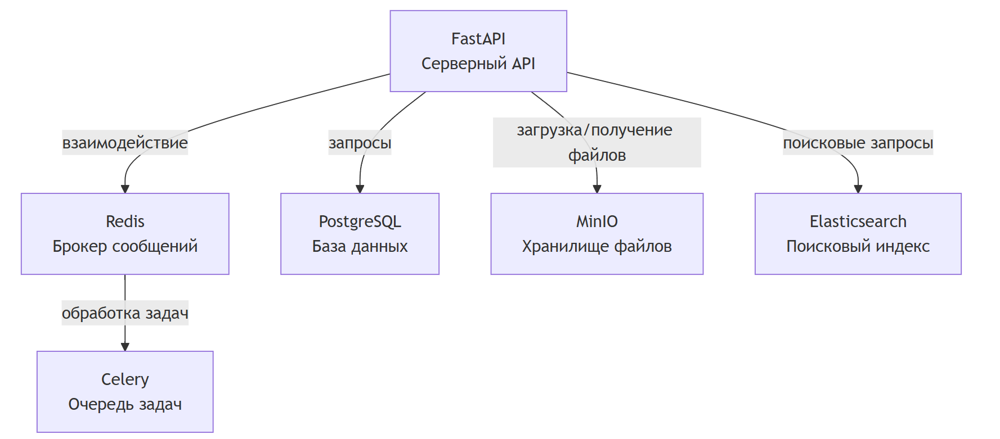 FastAPI
Серверный API
взаимодействие
запросы
загрузка/получение
файлов
поисковые запросы
Redis
Брокер сообщений
PostgreSQL
База данных
MinIO
Хранилище файлов
Elasticsearch
Поисковый индекс
обработка задач
Celery
Очередь задач